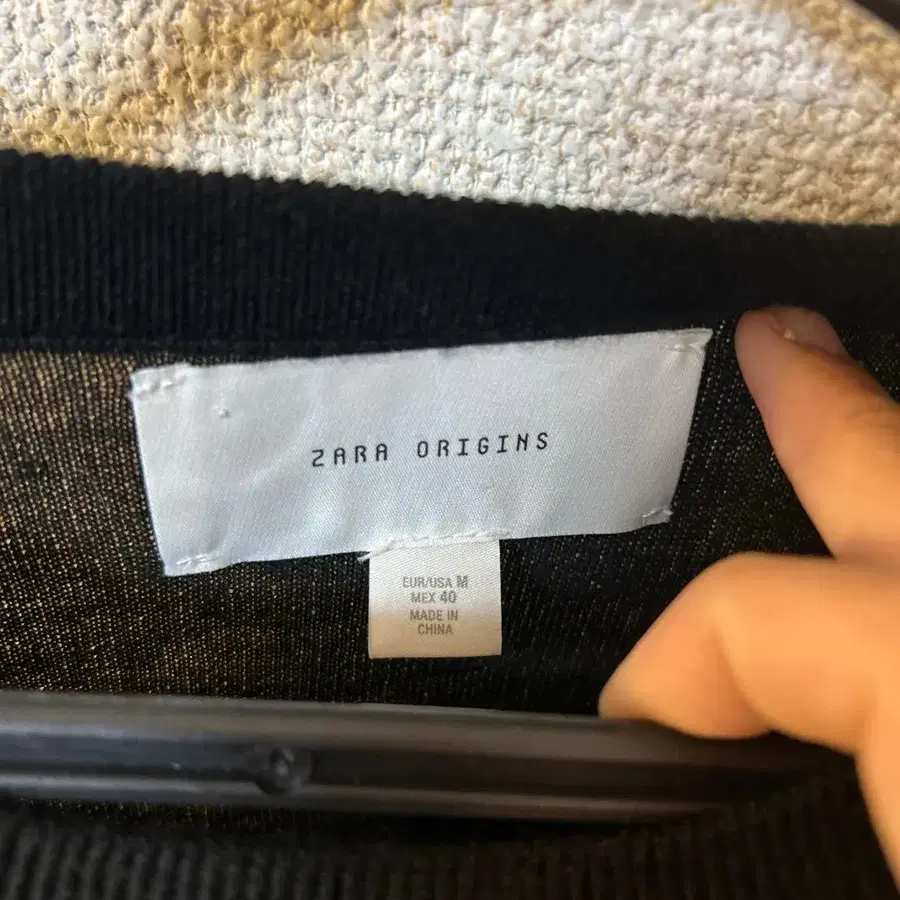 ZARA ORIGINS
EUR/USA M
MEX 40
MADE IN
CHINA